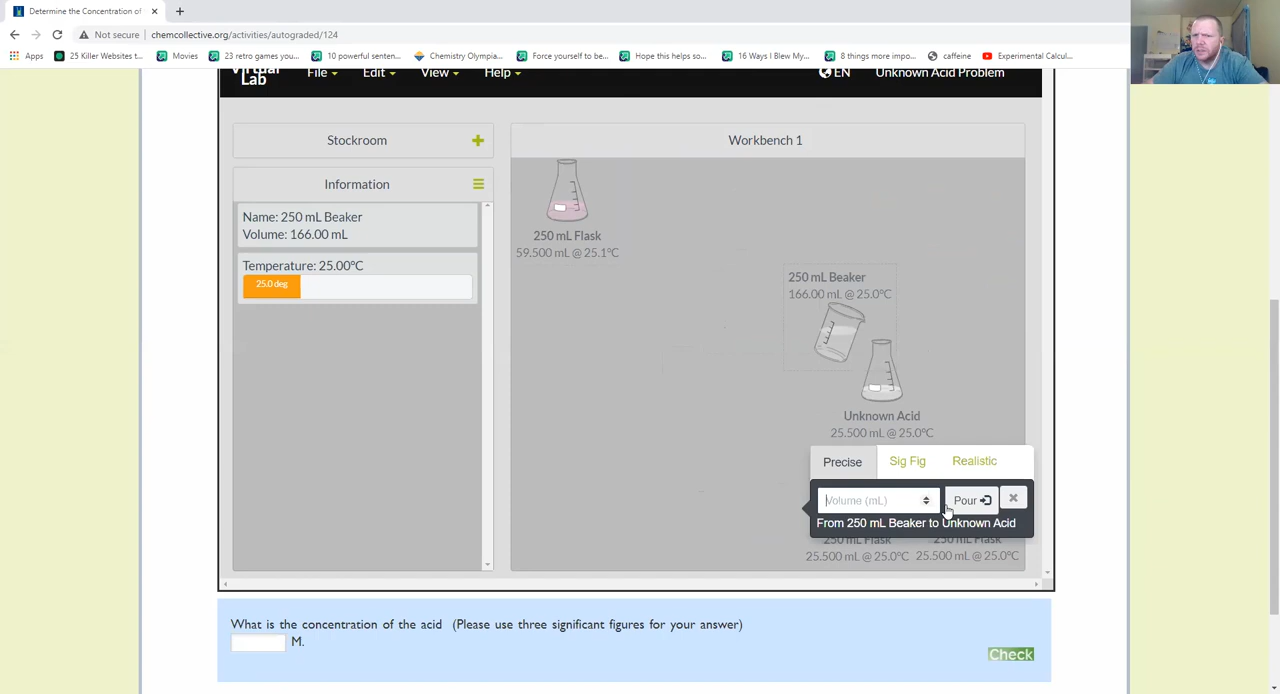 Determine the Concentration of
Not secure | chemcollective.org/activities/autograded/124
Apps
25 Killer Websites t...
Movies
23 retro games you...
10 powerful senten...
Chemistry Olympia...
Force yourself to be...
Hope this helps so...
16 Ways I Blew My...
8 things more impo...
caffeine
Experimental Calcul...
Virtual
Lab
File
Edit
View
Help
EN
Unknown Acid Problem
Stockroom
Information
Name: 250 mL Beaker
Volume: 166.00 mL
Temperature: 25.00°C
25.0 deg
Workbench 1
250 mL Flask
59.500 mL @ 25.1°C
250 mL Beaker
166.00 mL @ 25.0°C
Unknown Acid
25.500 mL @ 25.0°C
Precise
Sig Fig
Realistic
Volume (mL)
Pour
From 250 mL Beaker to Unknown Acid
250 mL Flask
25.500 mL @ 25.0°C
250 mL Flask
25.500 mL @ 25.0°C
What is the concentration of the acid (Please use three significant figures for your answer)
M.
Check